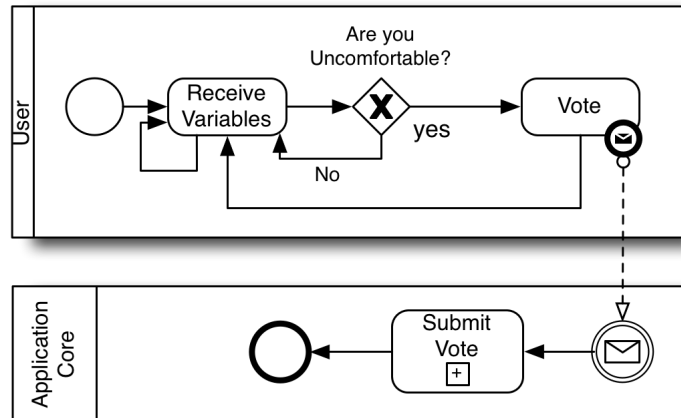 User
Are you
Uncomfortable?
Receive
Variables
Vote
yes
No
Application
Core
Submit
Vote
+